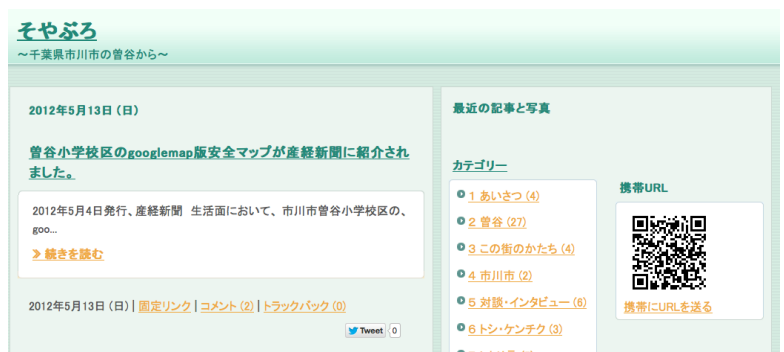 そやぶろ
～千葉県市川市の曽谷から～
2012年5月13日 (日)
曽谷小学校区のgooglemap版安全マップが産経新聞に紹介され
ました。
2012年5月4日発行、産経新聞　生活面において、市川市曽谷小学校区の、
goo...
» 続きを読む
2012年5月13日 (日) | 固定リンク | コメント (2) | トラックバック (0)
Tweet 0
最近の記事と写真
カテゴリー
1 あいさつ (4)
2 曽谷 (27)
3 この街のかたち (4)
4 市川市 (2)
5 対談・インタビュー (6)
6 トシ・ケンチク (3)
携帯URL
携帯にURLを送る